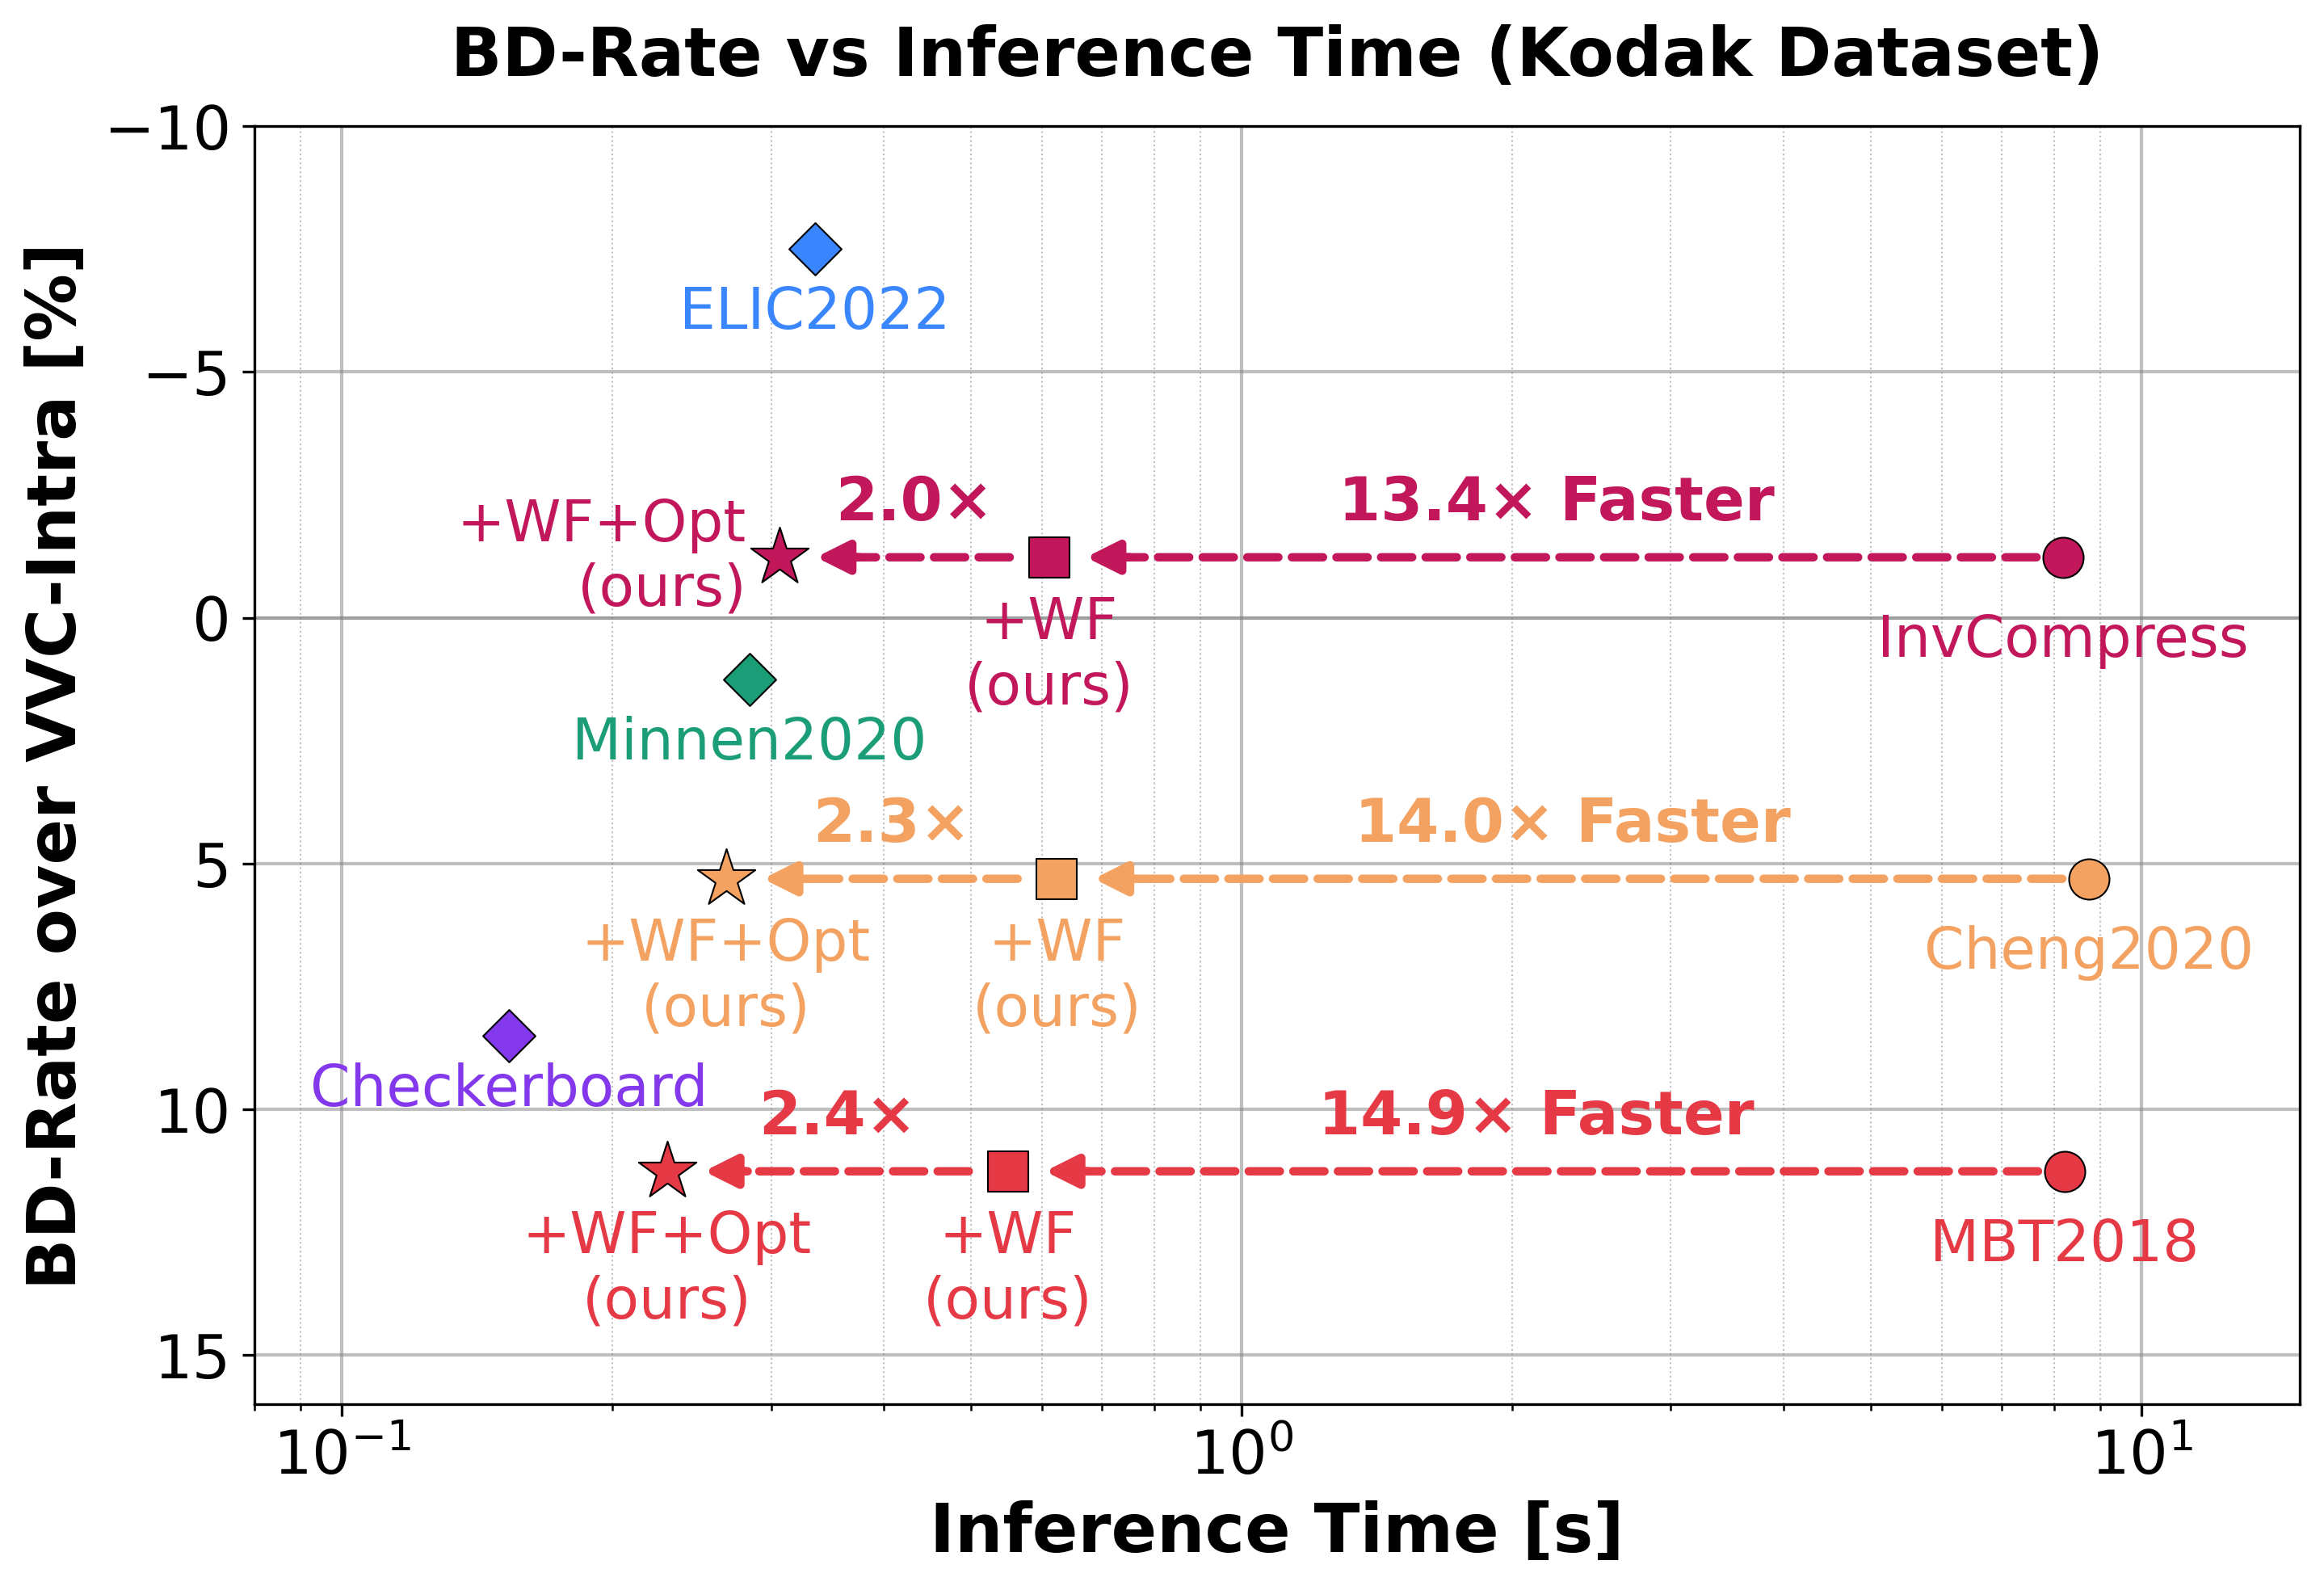 BD-Rate vs Inference Time (Kodak Dataset)
BD-Rate over VVC-Intra [%]
−10
−5
0
5
10
15
ELIC2022
+WF+Opt
(ours)
2.0×
13.4× Faster
+WF
(ours)
InvCompress
Minnen2020
2.3×
14.0× Faster
+WF+Opt
(ours)
+WF
(ours)
Cheng2020
Checkerboard
2.4×
14.9× Faster
+WF+Opt
(ours)
+WF
(ours)
MBT2018
10⁻¹
10⁰
10¹
Inference Time [s]